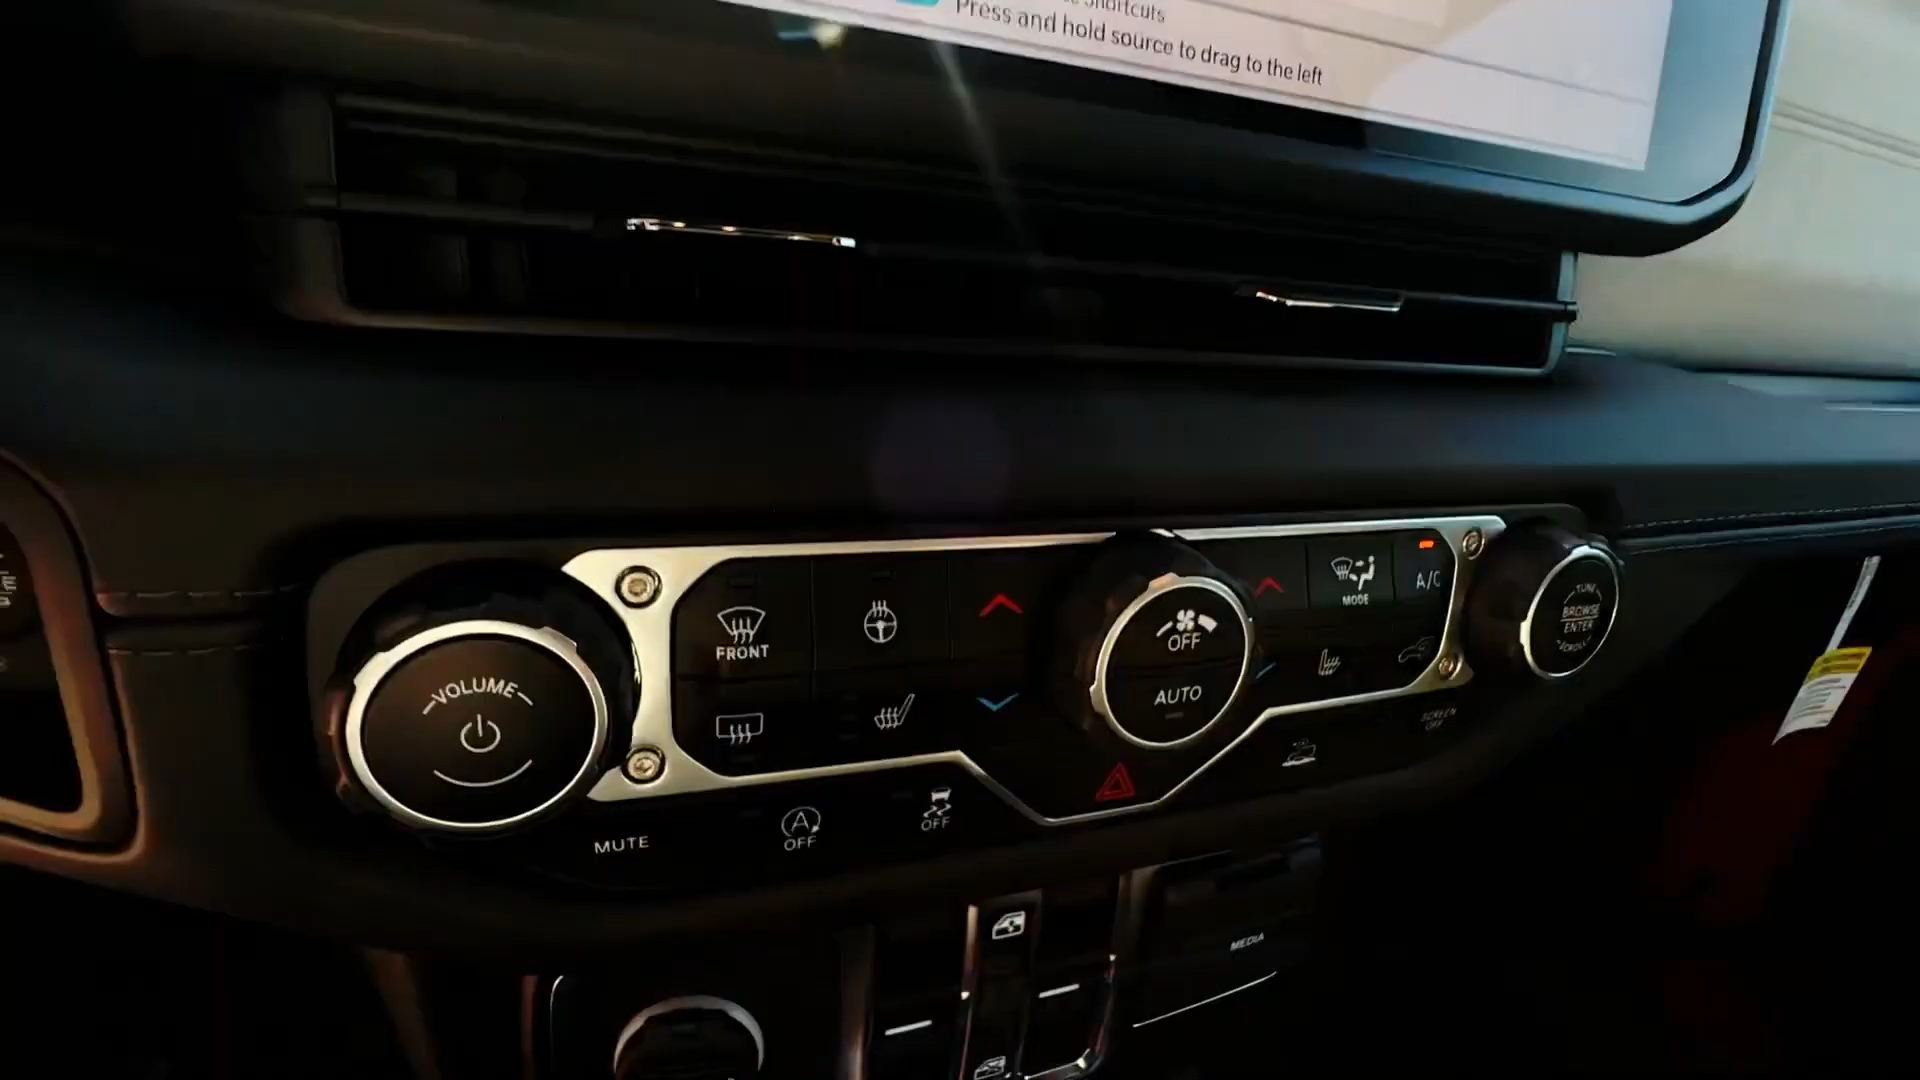 Shortcuts
Press and hold source to drag to the left
FRONT
VOLUME
MUTE
OFF
OFF
OFF
AUTO
MODE
A/C
SCREEN
OFF
TUNE
BROWSE
ENTER
SCROLL
MEDIA